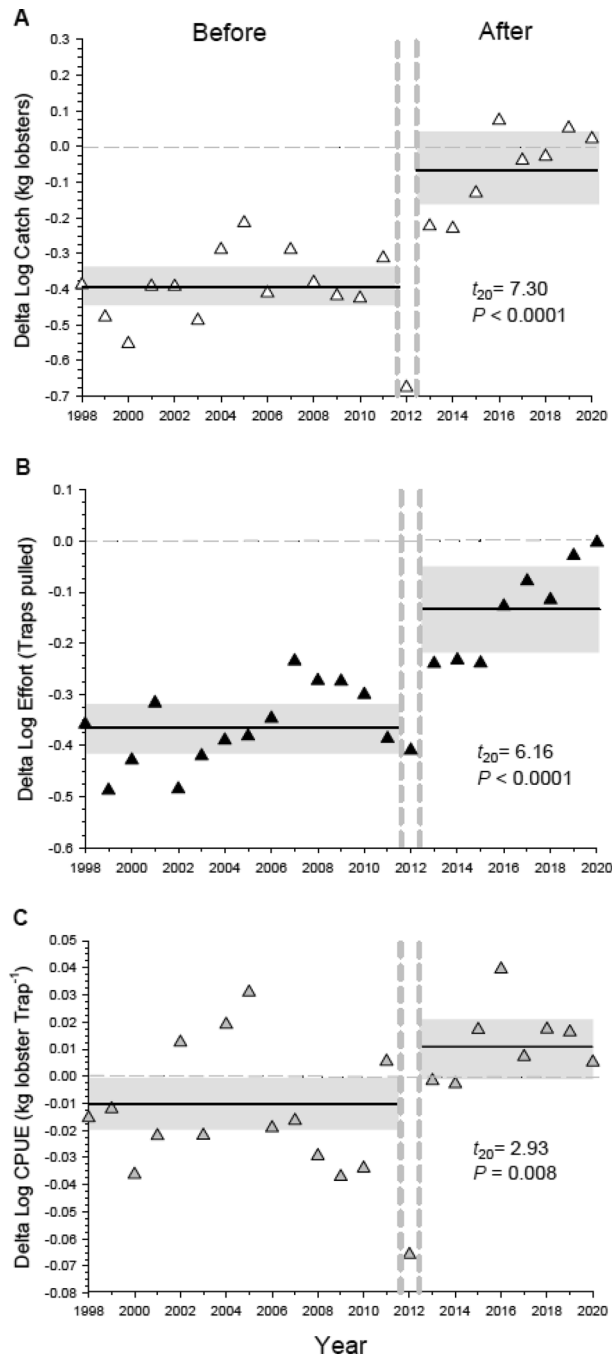 A
Before
After
Delta Log Catch (kg lobsters)
0.3
0.2
0.1
0.0
-0.1
-0.2
-0.3
-0.4
-0.5
-0.6
-0.7
t20= 7.30
P < 0.0001
1998 2000 2002 2004 2006 2008 2010 2012 2014 2016 2018 2020
B
Delta Log Effort (Traps pulled)
0.1
0.0
-0.1
-0.2
-0.3
-0.4
-0.5
-0.6
t20= 6.16
P < 0.0001
1998 2000 2002 2004 2006 2008 2010 2012 2014 2016 2018 2020
C
Delta Log CPUE (kg lobster Trap-1)
0.05
0.04
0.03
0.02
0.01
0.00
-0.01
-0.02
-0.03
-0.04
-0.05
-0.06
-0.07
-0.08
t20= 2.93
P = 0.008
1998 2000 2002 2004 2006 2008 2010 2012 2014 2016 2018 2020
Year